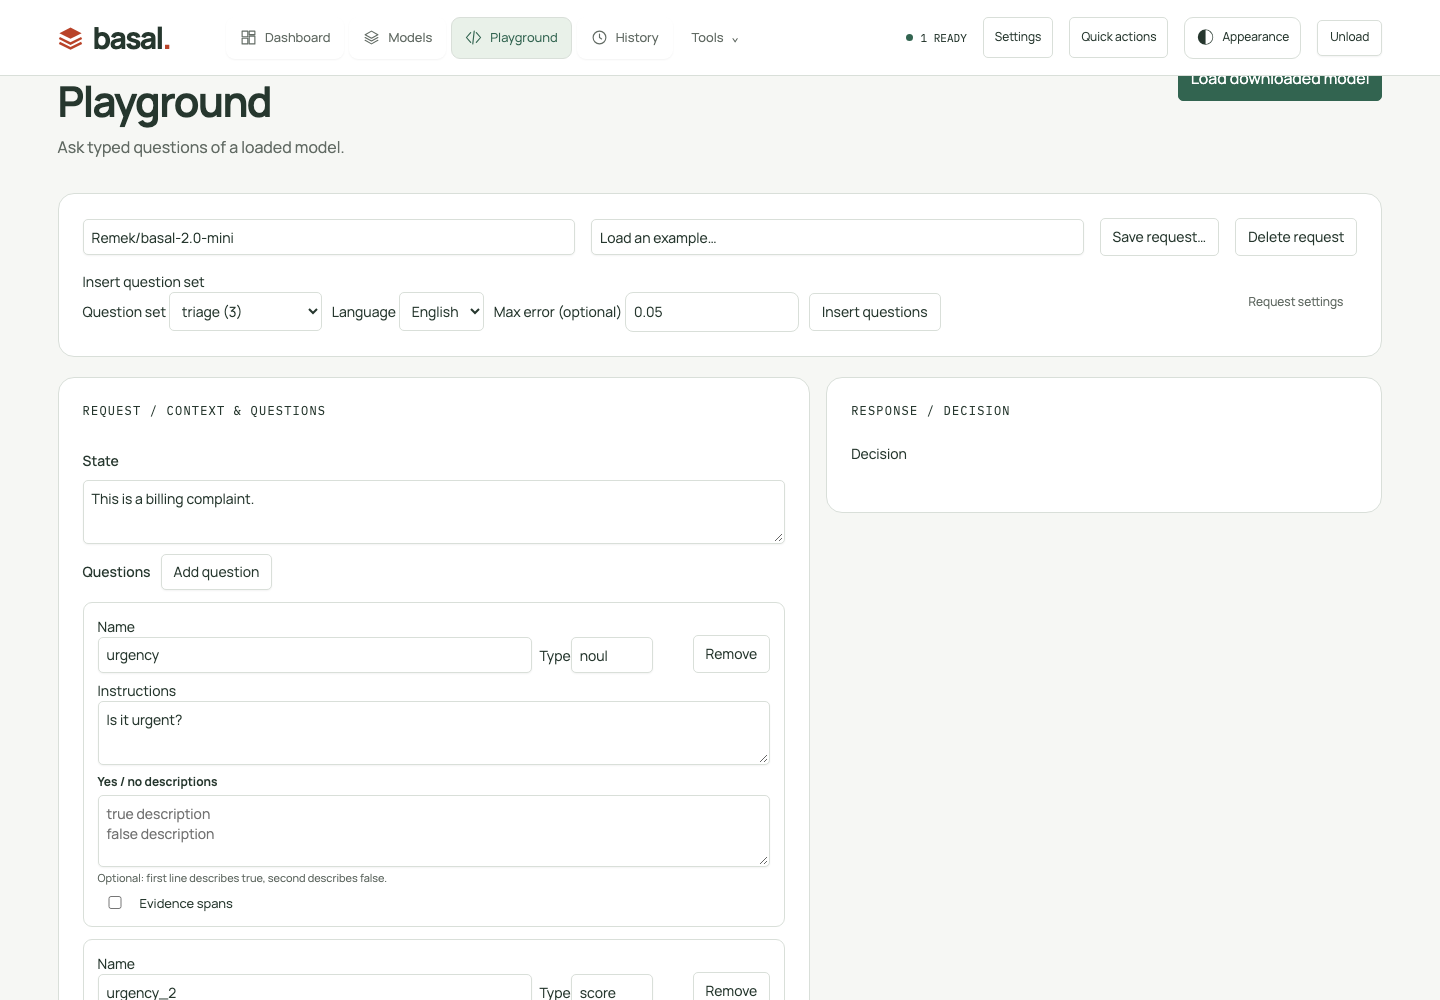 basal.
Dashboard
Models
Playground
History
Tools
1 READY
Settings
Quick actions
Appearance
Unload
Playground
Load downloaded model
Ask typed questions of a loaded model.
Remek/basal-2.0-mini
Load an example…
Save request…
Delete request
Insert question set
Question set triage (3) Language English Max error (optional) 0.05 Insert questions
Request settings
REQUEST / CONTEXT & QUESTIONS
State
This is a billing complaint.
Questions Add question
Name
urgency Type noul Remove
Instructions
Is it urgent?
Yes / no descriptions
true description
false description
Optional: first line describes true, second describes false.
Evidence spans
Name
urgency_2 Type score Remove
RESPONSE / DECISION
Decision